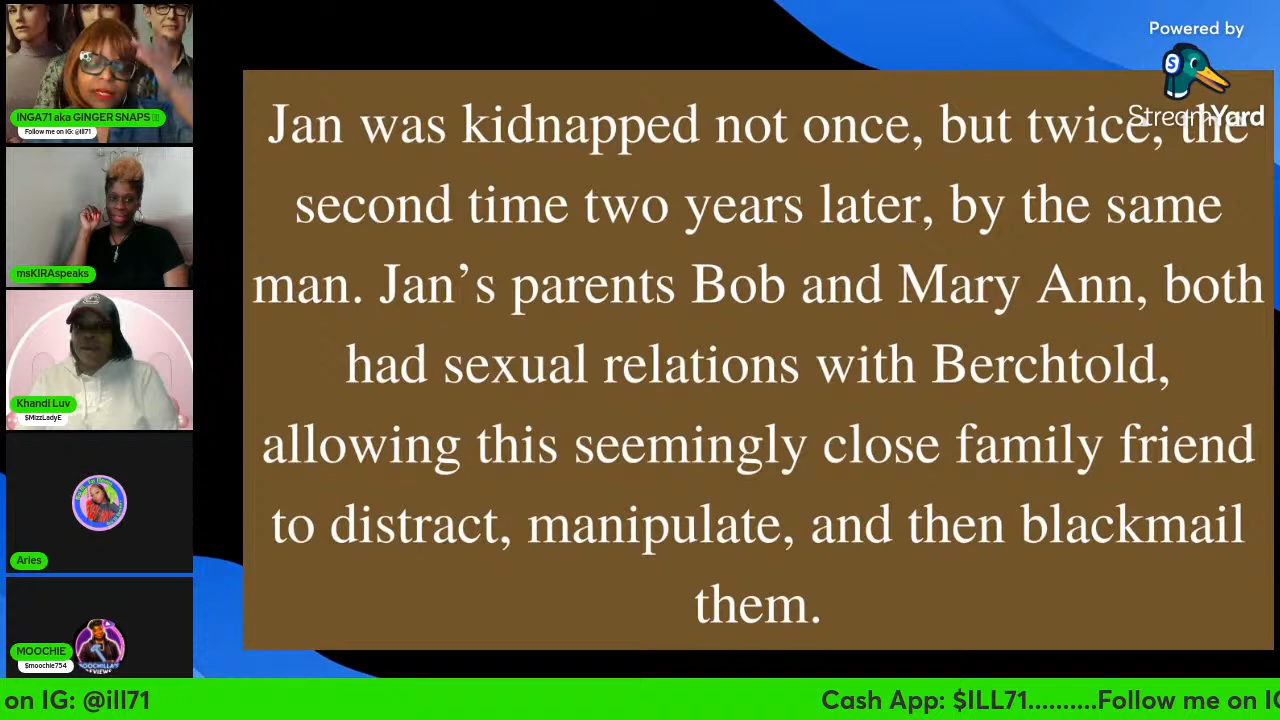 INGA71 aka GINGER SNAPS
Follow me on IG: @ill71
msKIRAspeaks
Khandi Luv
$MizzLadyE
Aries
MOOCHIE
$moochie754
Powered by
StreamYard
Jan was kidnapped not once, but twice, the
second time two years later, by the same
man. Jan’s parents Bob and Mary Ann, both
had sexual relations with Berchtold,
allowing this seemingly close family friend
to distract, manipulate, and then blackmail
them.
on IG: @ill71
Cash App: $ILL71..........Follow me on IG